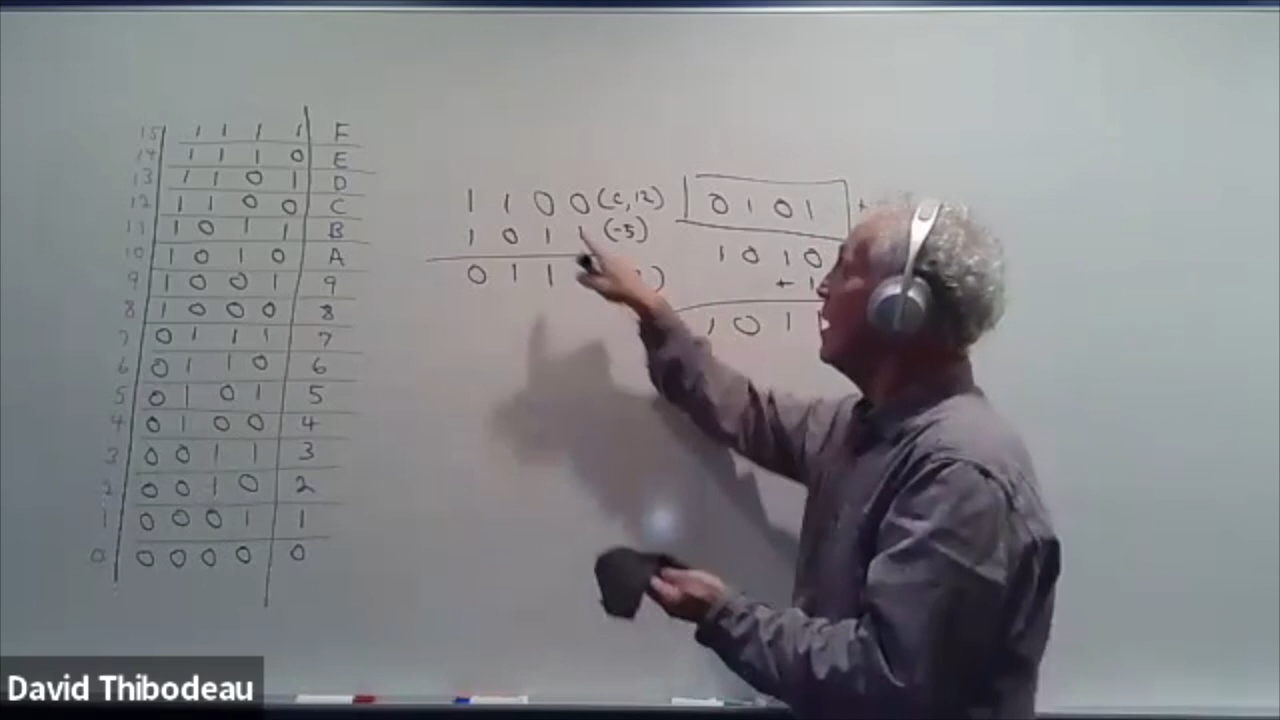 15 1 1 1 1 F
14 1 1 1 0 E
13 1 1 0 1 D
12 1 1 0 0 C
11 1 0 1 1 B
10 1 0 1 0 A
9 1 0 0 1 9
8 1 0 0 0 8
7 0 1 1 1 7
6 0 1 1 0 6
5 0 1 0 1 5
4 0 1 0 0 4
3 0 0 1 1 3
2 0 0 1 0 2
1 0 0 0 1 1
0 0 0 0 0 0
1 1 0 0 (C, 12)
1 0 1 1 (-5)
0 1 1 )
0 1 0 1 +
1 0 1 0
+ 1
1 0 1 1
David Thibodeau